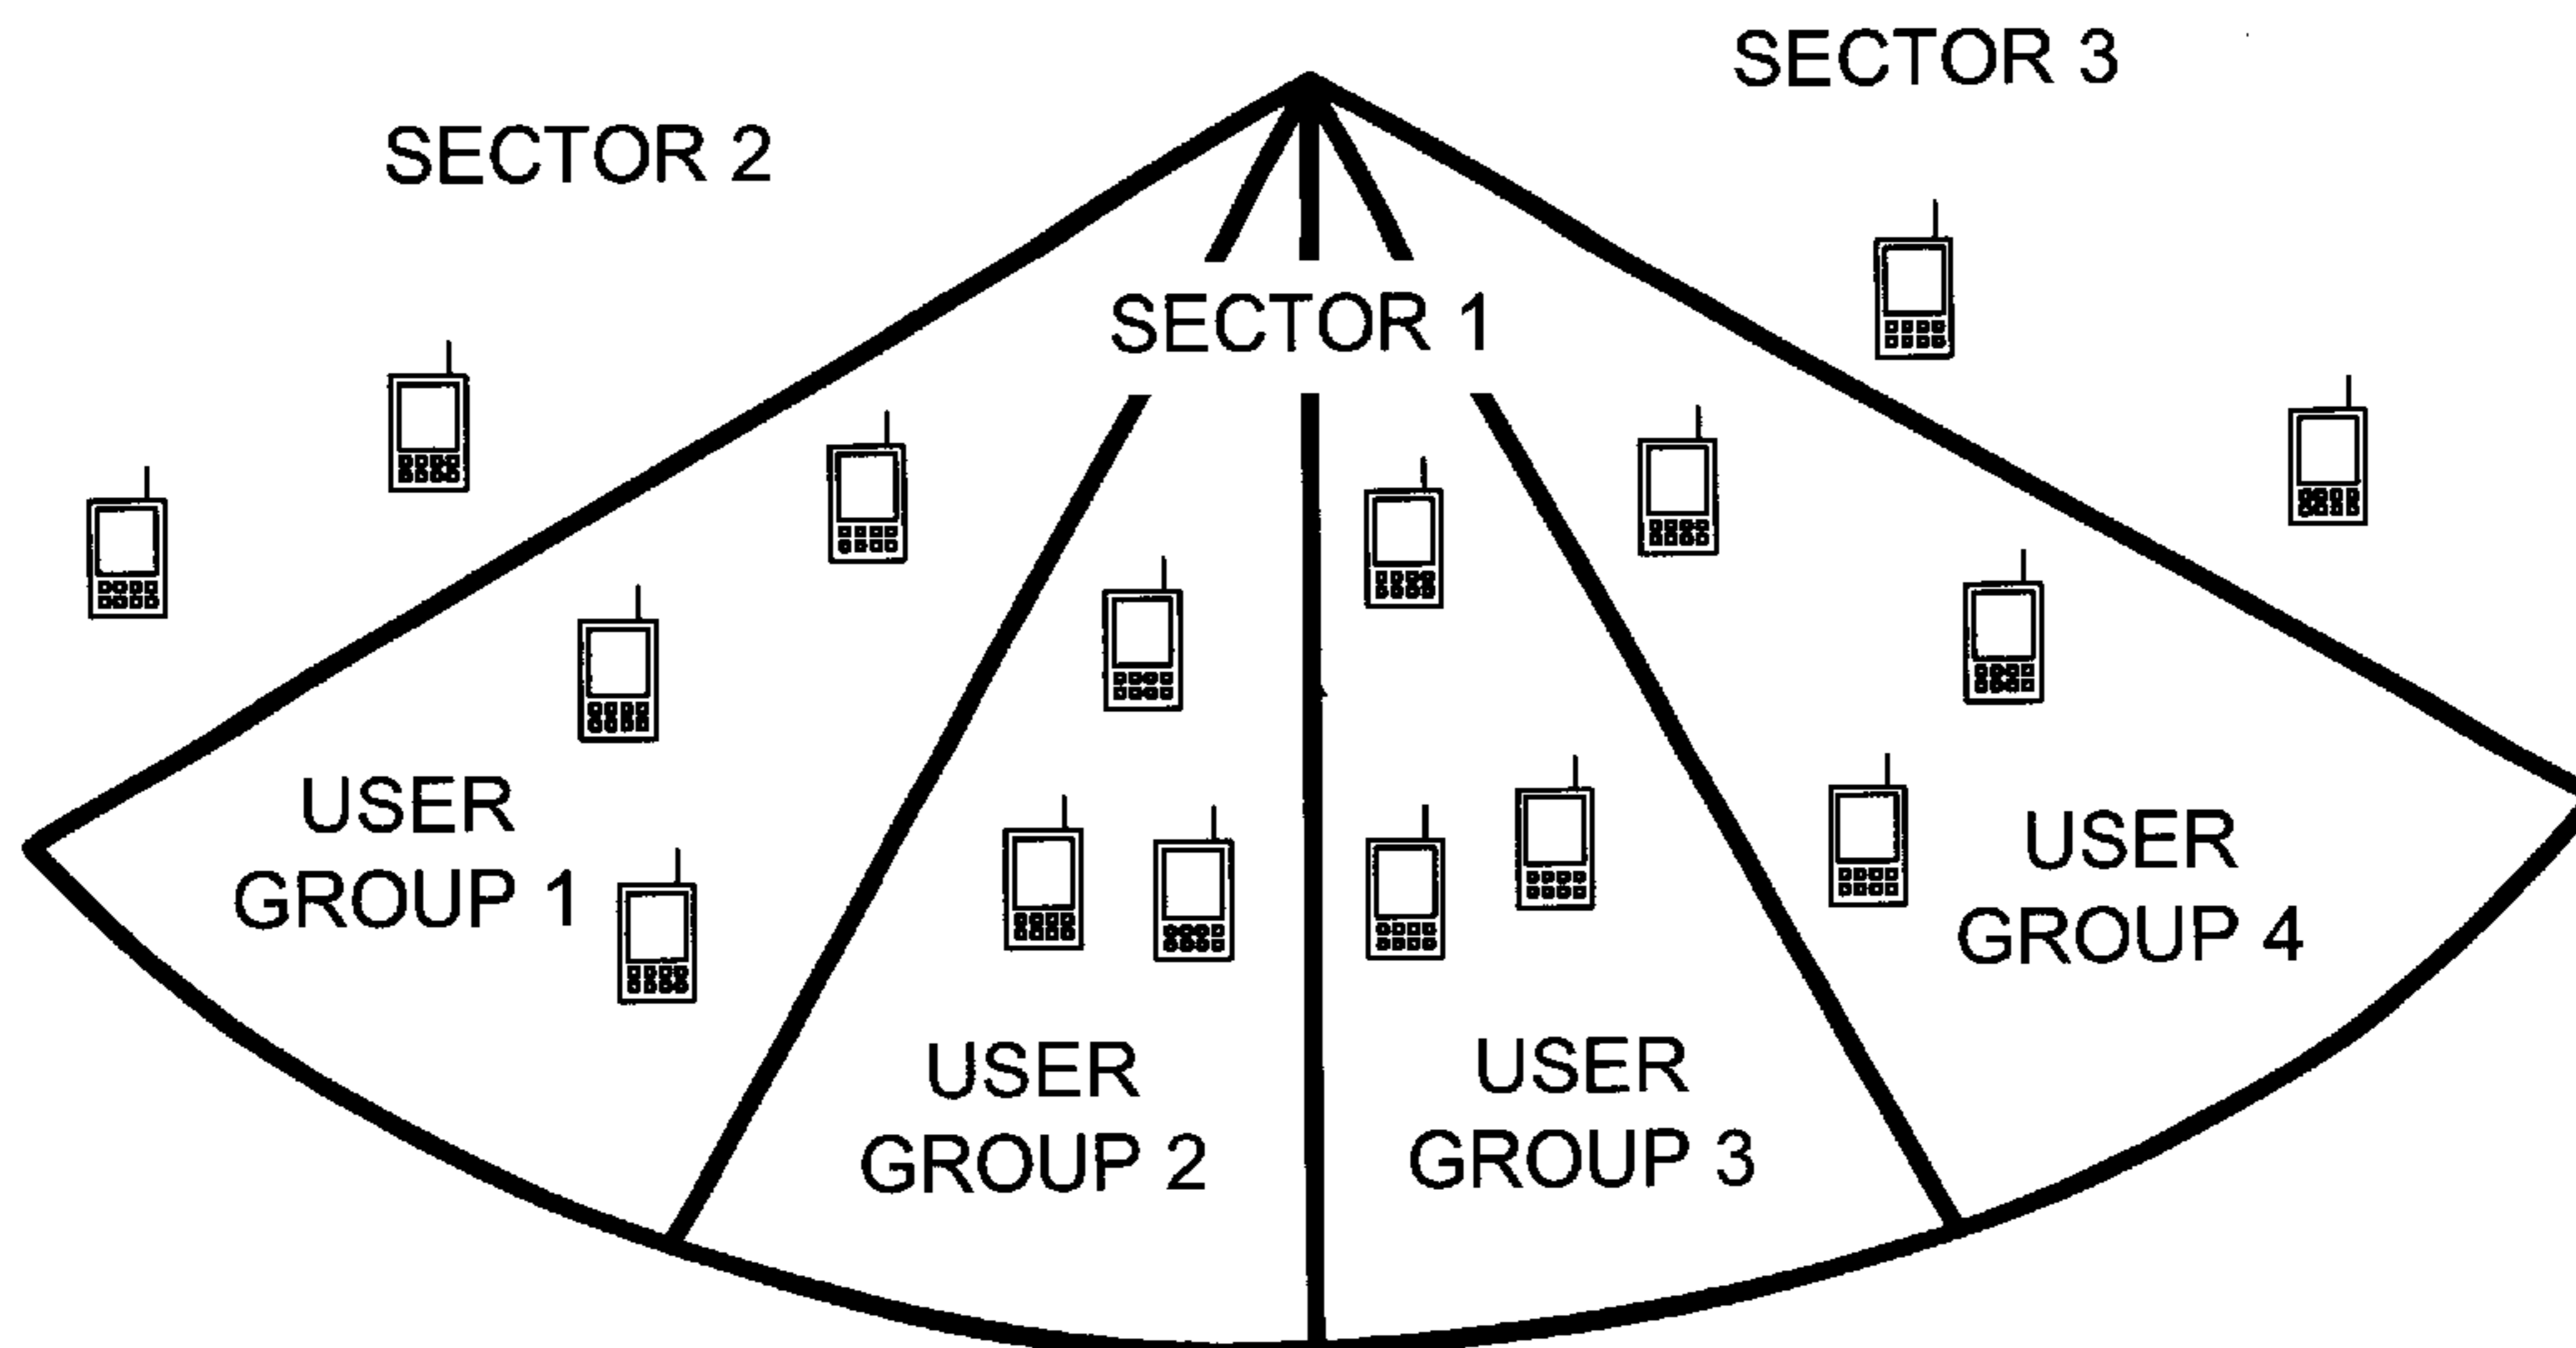 SECTOR 3
SECTOR 2
SECTOR 1
USER
GROUP 1
USER
GROUP 4
USER
GROUP 2
USER
GROUP 3